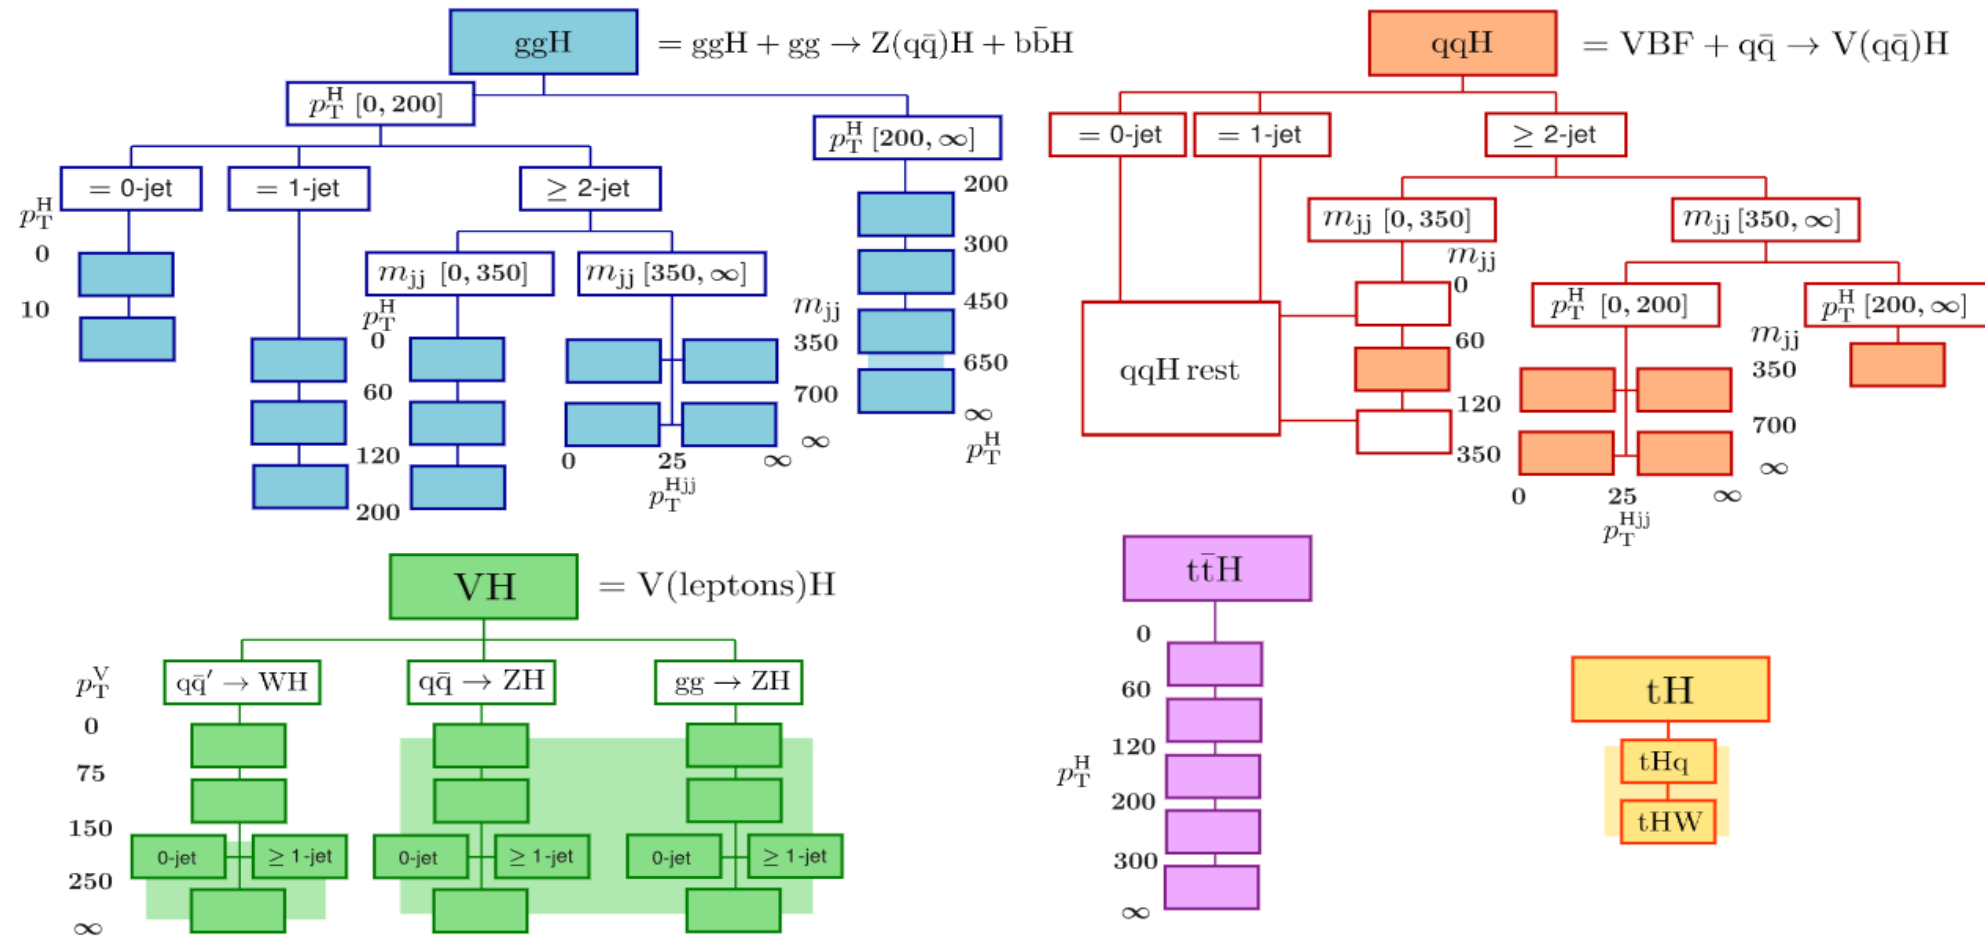 ggH
= ggH + gg → Z(qq̄)H + bb̄H
p_T^H [0, 200]
p_T^H [200, ∞]
= 0-jet
= 1-jet
≥ 2-jet
m_jj [0, 350]
m_jj [350, ∞]
p_T^H
0
10
p_T^H
0
60
120
200
m_jj
350
700
∞
0
25
∞
p_T^Hjj
200
300
450
650
∞
p_T^H
qqH
= VBF + qq̄ → V(qq̄)H
= 0-jet
= 1-jet
≥ 2-jet
m_jj [0, 350]
m_jj [350, ∞]
m_jj
0
60
120
350
qqH rest
p_T^H [0, 200]
p_T^H [200, ∞]
m_jj
350
700
∞
0
25
∞
p_T^Hjj
VH
= V(leptons)H
qq̄′ → WH
qq̄ → ZH
gg → ZH
p_T^V
0
75
150
250
∞
0-jet
≥ 1-jet
0-jet
≥ 1-jet
0-jet
≥ 1-jet
tt̄H
0
60
120
p_T^H
200
300
∞
tH
tHq
tHW